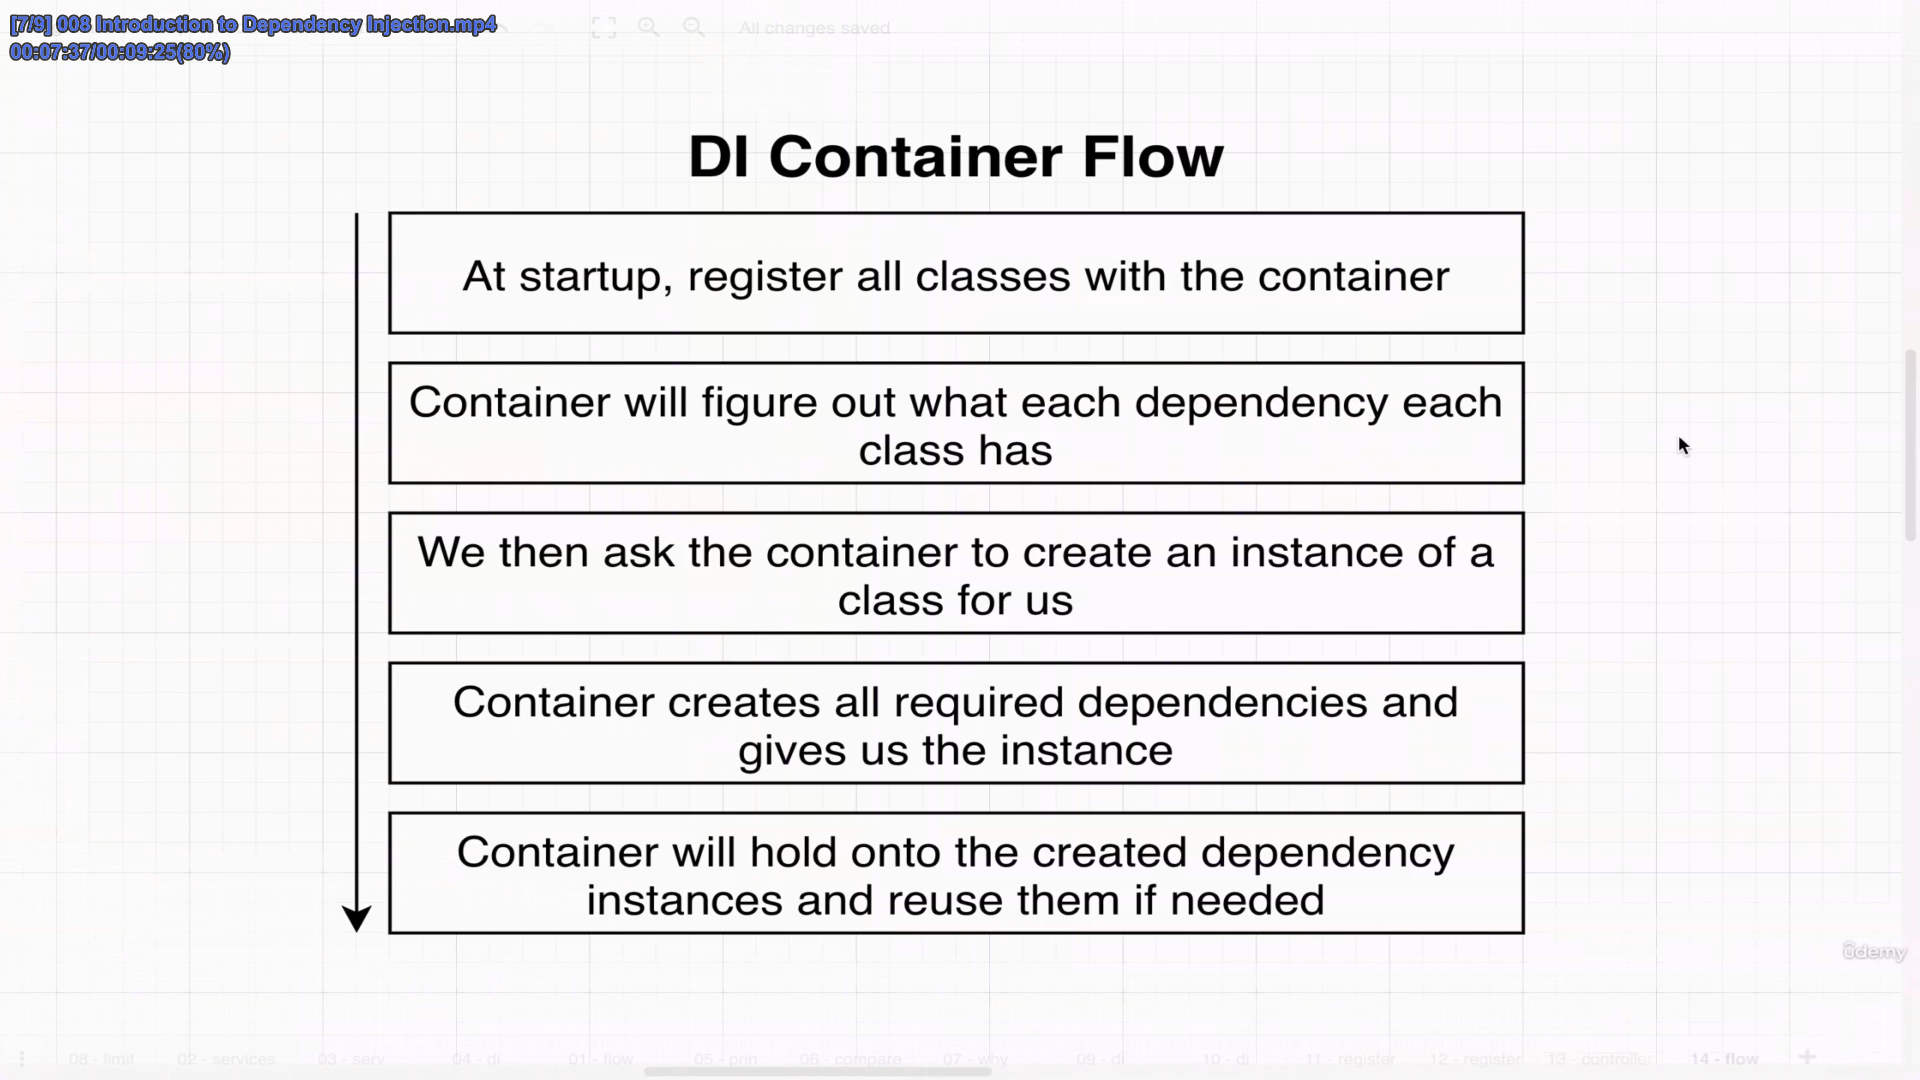 [7/9] 008 Introduction to Dependency Injection.mp4
00:07:37/00:09:25(80%)
All changes saved
DI Container Flow
At startup, register all classes with the container
Container will figure out what each dependency each
class has
We then ask the container to create an instance of a
class for us
Container creates all required dependencies and
gives us the instance
Container will hold onto the created dependency
instances and reuse them if needed
ûdemy
08 - limit 02 - services 03 - serv 04 - di 01 - flow 05 - prin 06 - compare 07 - why 09 - di 10 - di 11 - register 12 - register 13 - controller 14 - flow